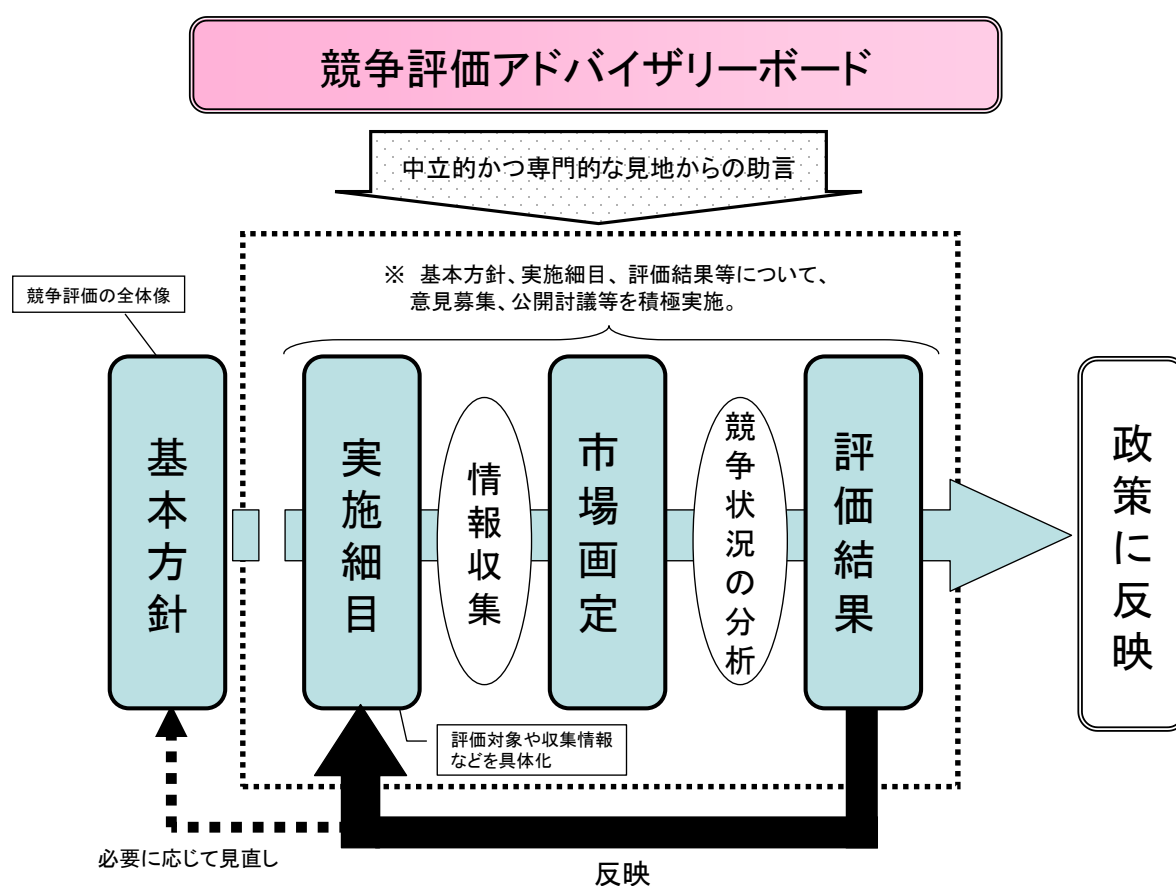 競争評価アドバイザリーボード
中立的かつ専門的な見地からの助言
※ 基本方針、実施細目、評価結果等について、
意見募集、公開討議等を積極実施。
競争評価の全体像
基本方針
実施細目
情報収集
市場画定
競争状況の分析
評価結果
政策に反映
評価対象や収集情報
などを具体化
必要に応じて見直し
反映